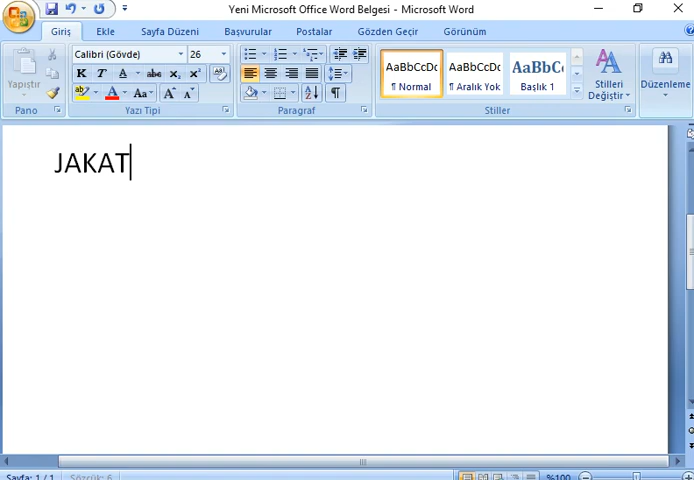 Yeni Microsoft Office Word Belgesi - Microsoft Word
Giriş Ekle Sayfa Düzeni Başvurular Postalar Gözden Geçir Görünüm
Yapıştır
Calibri (Gövde) 26
K T A abc x₂ x² Aa
ab A A A
AaBbCcDc AaBbCcDc AaBbC
¶ Normal ¶ Aralık Yok Başlık 1
Stilleri Değiştir
Düzenleme
Pano Yazı Tipi Paragraf Stiller
JAKAT
Sayfa: 1 / 1 Sözcük: 6 %100